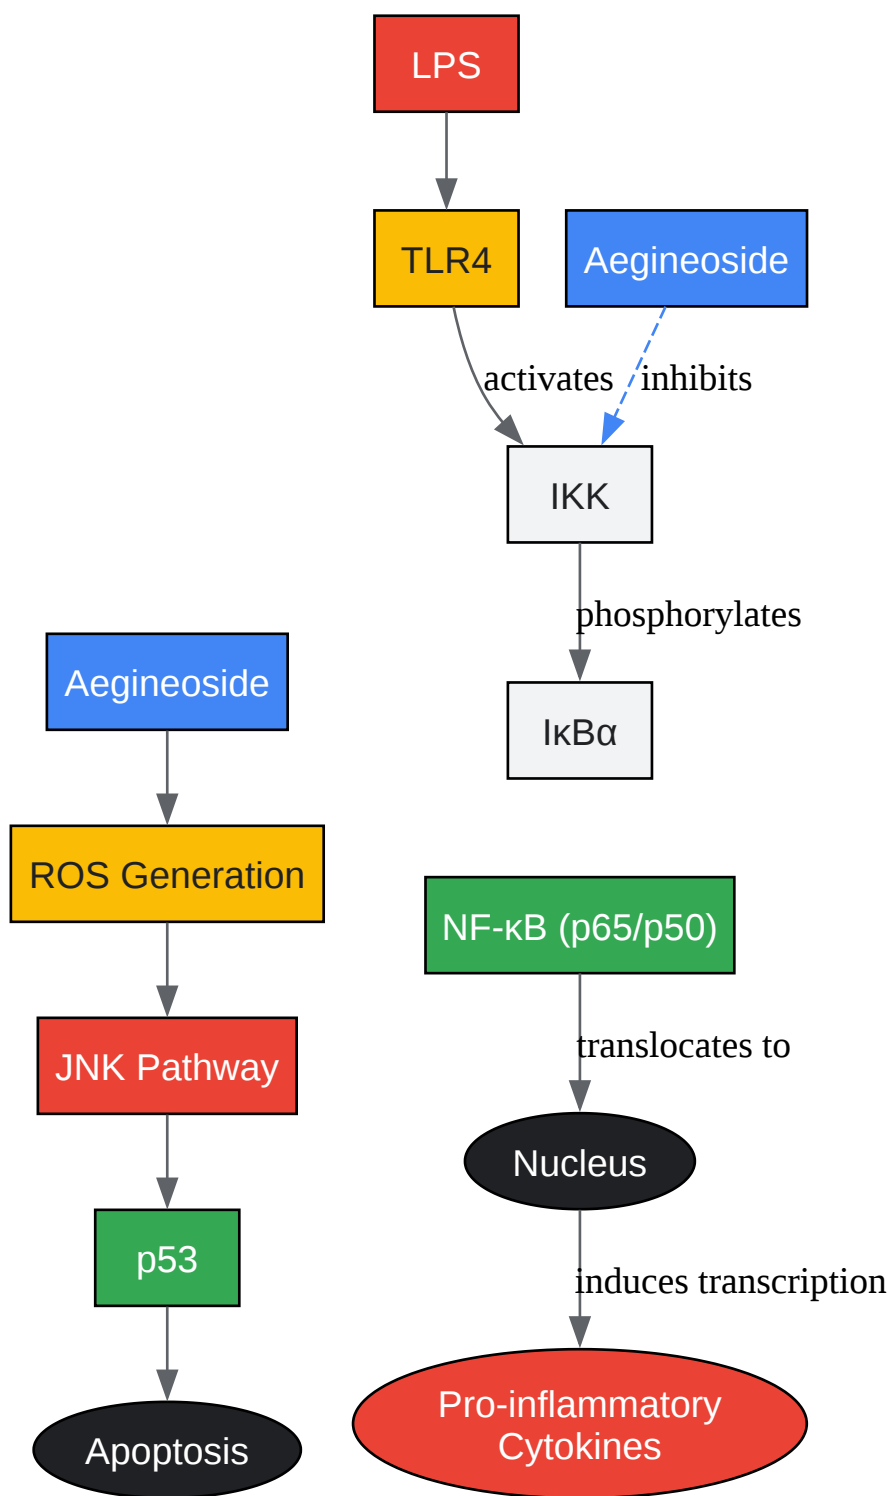 LPS
TLR4
Aegineoside
activates
inhibits
IKK
phosphorylates
IκBα
Aegineoside
ROS Generation
JNK Pathway
p53
Apoptosis
NF-κB (p65/p50)
translocates to
Nucleus
induces transcription
Pro-inflammatory
Cytokines